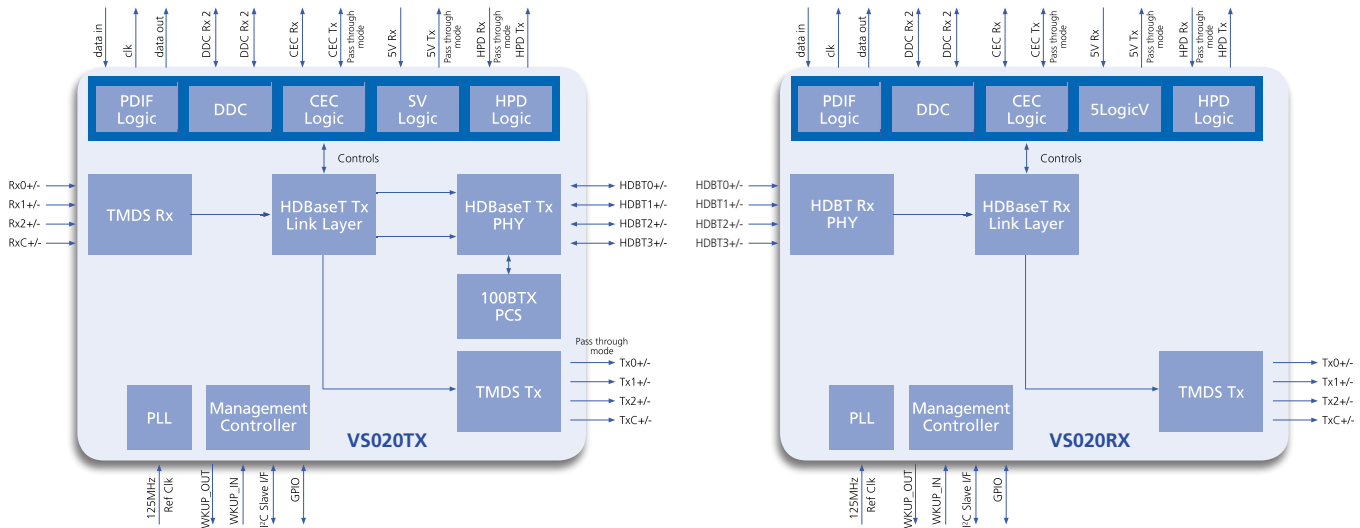 data in
clk
data out
DDC Rx 2
DDC Rx 2
CEC Rx
CEC Tx
Pass through
mode
5V Rx
5V Tx
Pass through
mode
HPD Rx
Pass through
mode
HPD Tx
PDIF
Logic
DDC
CEC
Logic
SV
Logic
HPD
Logic
Controls
Rx0+/-
Rx1+/-
Rx2+/-
RxC+/-
TMDS Rx
HDBaseT Tx
Link Layer
HDBaseT Tx
PHY
HDBT0+/-
HDBT1+/-
HDBT2+/-
HDBT3+/-
100BTX
PCS
Pass through
mode
TMDS Tx
Tx0+/-
Tx1+/-
Tx2+/-
TxC+/-
PLL
Management
Controller
VS020TX
125MHz
Ref Clk
WKUP_OUT
WKUP_IN
I²C Slave I/F
GPIO
data in
clk
data out
DDC Rx 2
DDC Rx 2
CEC Rx
CEC Tx
Pass through
mode
5V Rx
5V Tx
Pass through
mode
HPD Rx
Pass through
mode
HPD Tx
PDIF
Logic
DDC
CEC
Logic
5LogicV
HPD
Logic
Controls
HDBT0+/-
HDBT1+/-
HDBT2+/-
HDBT3+/-
HDBT Rx
PHY
HDBaseT Rx
Link Layer
TMDS Tx
Tx0+/-
Tx1+/-
Tx2+/-
TxC+/-
PLL
Management
Controller
VS020RX
125MHz
Ref Clk
WKUP_OUT
WKUP_IN
I²C Slave I/F
GPIO